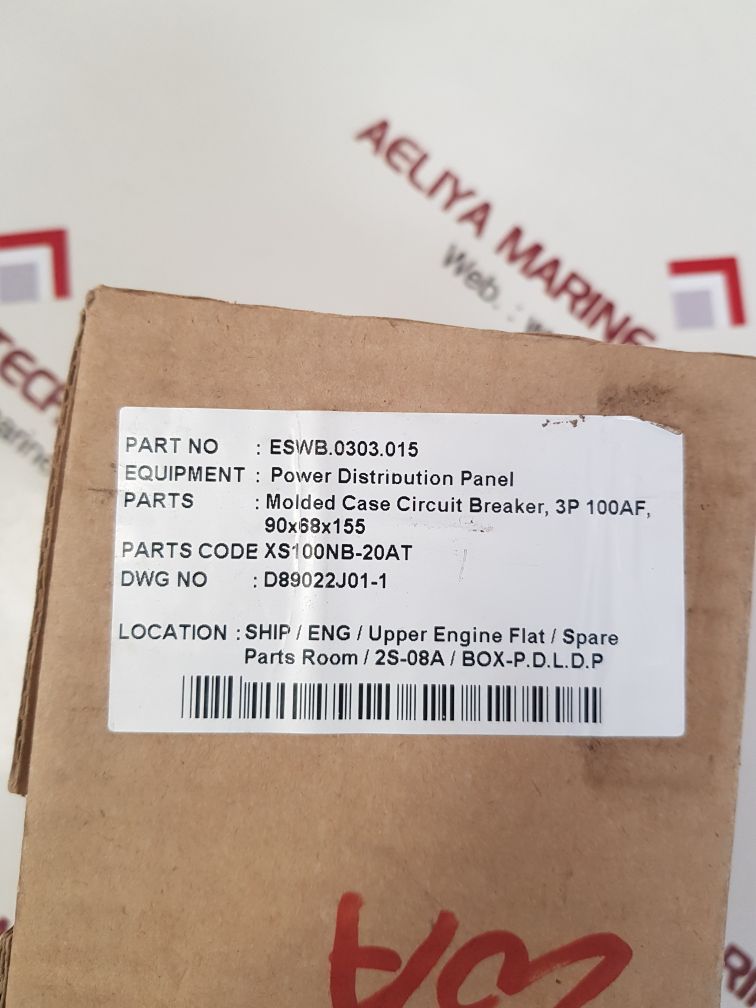 AELIYA MARINE
Web. :
PART NO : ESWB.0303.015
EQUIPMENT : Power Distribution Panel
PARTS : Molded Case Circuit Breaker, 3P 100AF,
90x68x155
PARTS CODE XS100NB-20AT
DWG NO : D89022J01-1
LOCATION : SHIP / ENG / Upper Engine Flat / Spare
Parts Room / 2S-08A / BOX-P.D.L.D.P